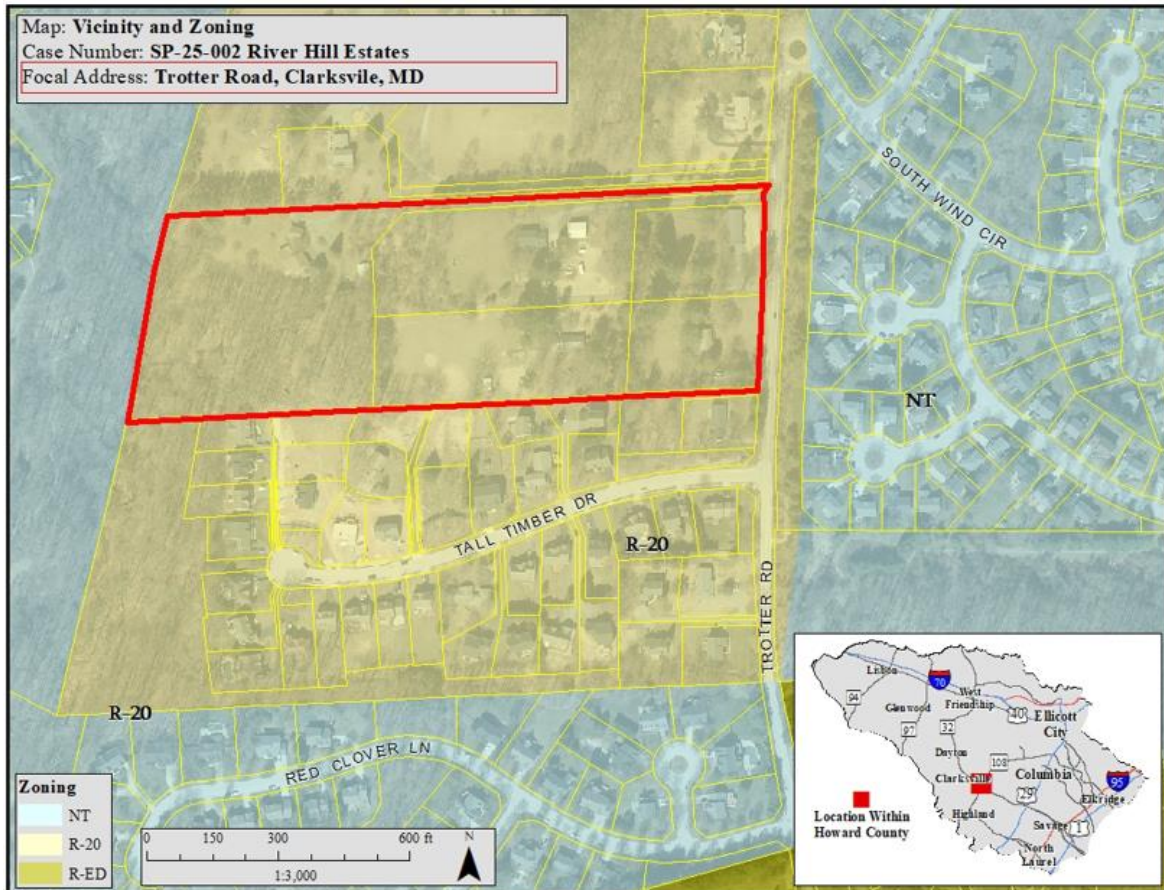 Map: Vicinity and Zoning
Case Number: SP-25-002 River Hill Estates
Focal Address: Trotter Road, Clarksvile, MD
SOUTH WIND CIR
NT
TALL TIMBER DR
R-20
TROTTER RD
R-20
RED CLOVER LN
Zoning
NT
R-20
R-ED
0 150 300 600 ft
N
1:3,000
Lisbon
70
94
West
Friendship
Glenwood
40
Ellicott
City
97
32
Dayton
108
Clarksville
Columbia
95
29
Elkridge
Highland
Savage
1
North
Laurel
Location Within
Howard County